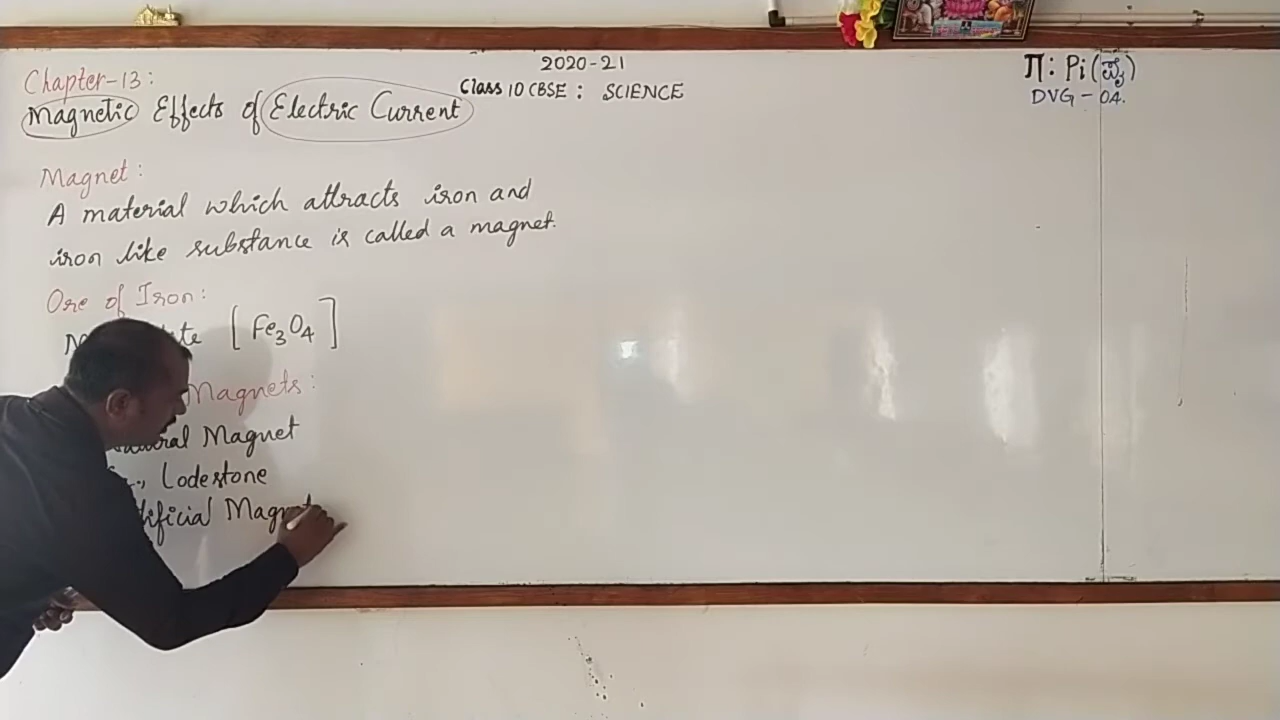 2020-21
Class 10 CBSE : SCIENCE
Π: Pi (ಪೈ)
DVG - 04.
Chapter-13:
Magnetic Effects of Electric Current
Magnet:
A material which attracts iron and
iron like substance is called a magnet.
Ore of Iron:
[Fe₃O₄]
Magnets:
Magnet
Lodestone